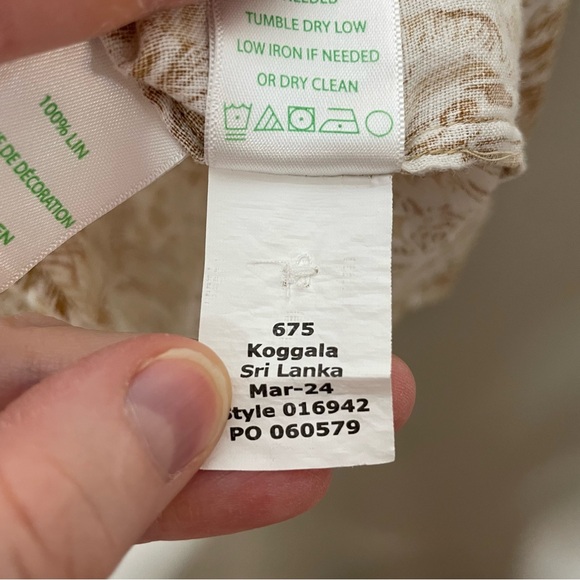 TUMBLE DRY LOW
LOW IRON IF NEEDED
OR DRY CLEAN
100% LIN
DE DÉCORATION
675
Koggala
Sri Lanka
Mar-24
016942
PO 060579